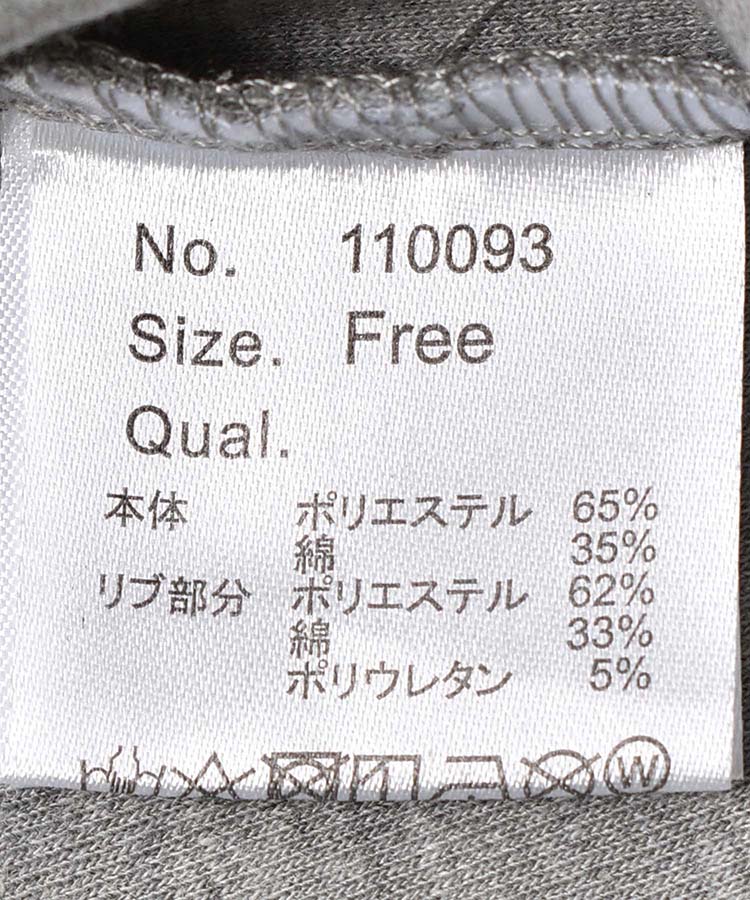 No. 110093
Size. Free
Qual.
本体 ポリエステル 65%
綿 35%
リブ部分 ポリエステル 62%
綿 33%
ポリウレタン 5%
W